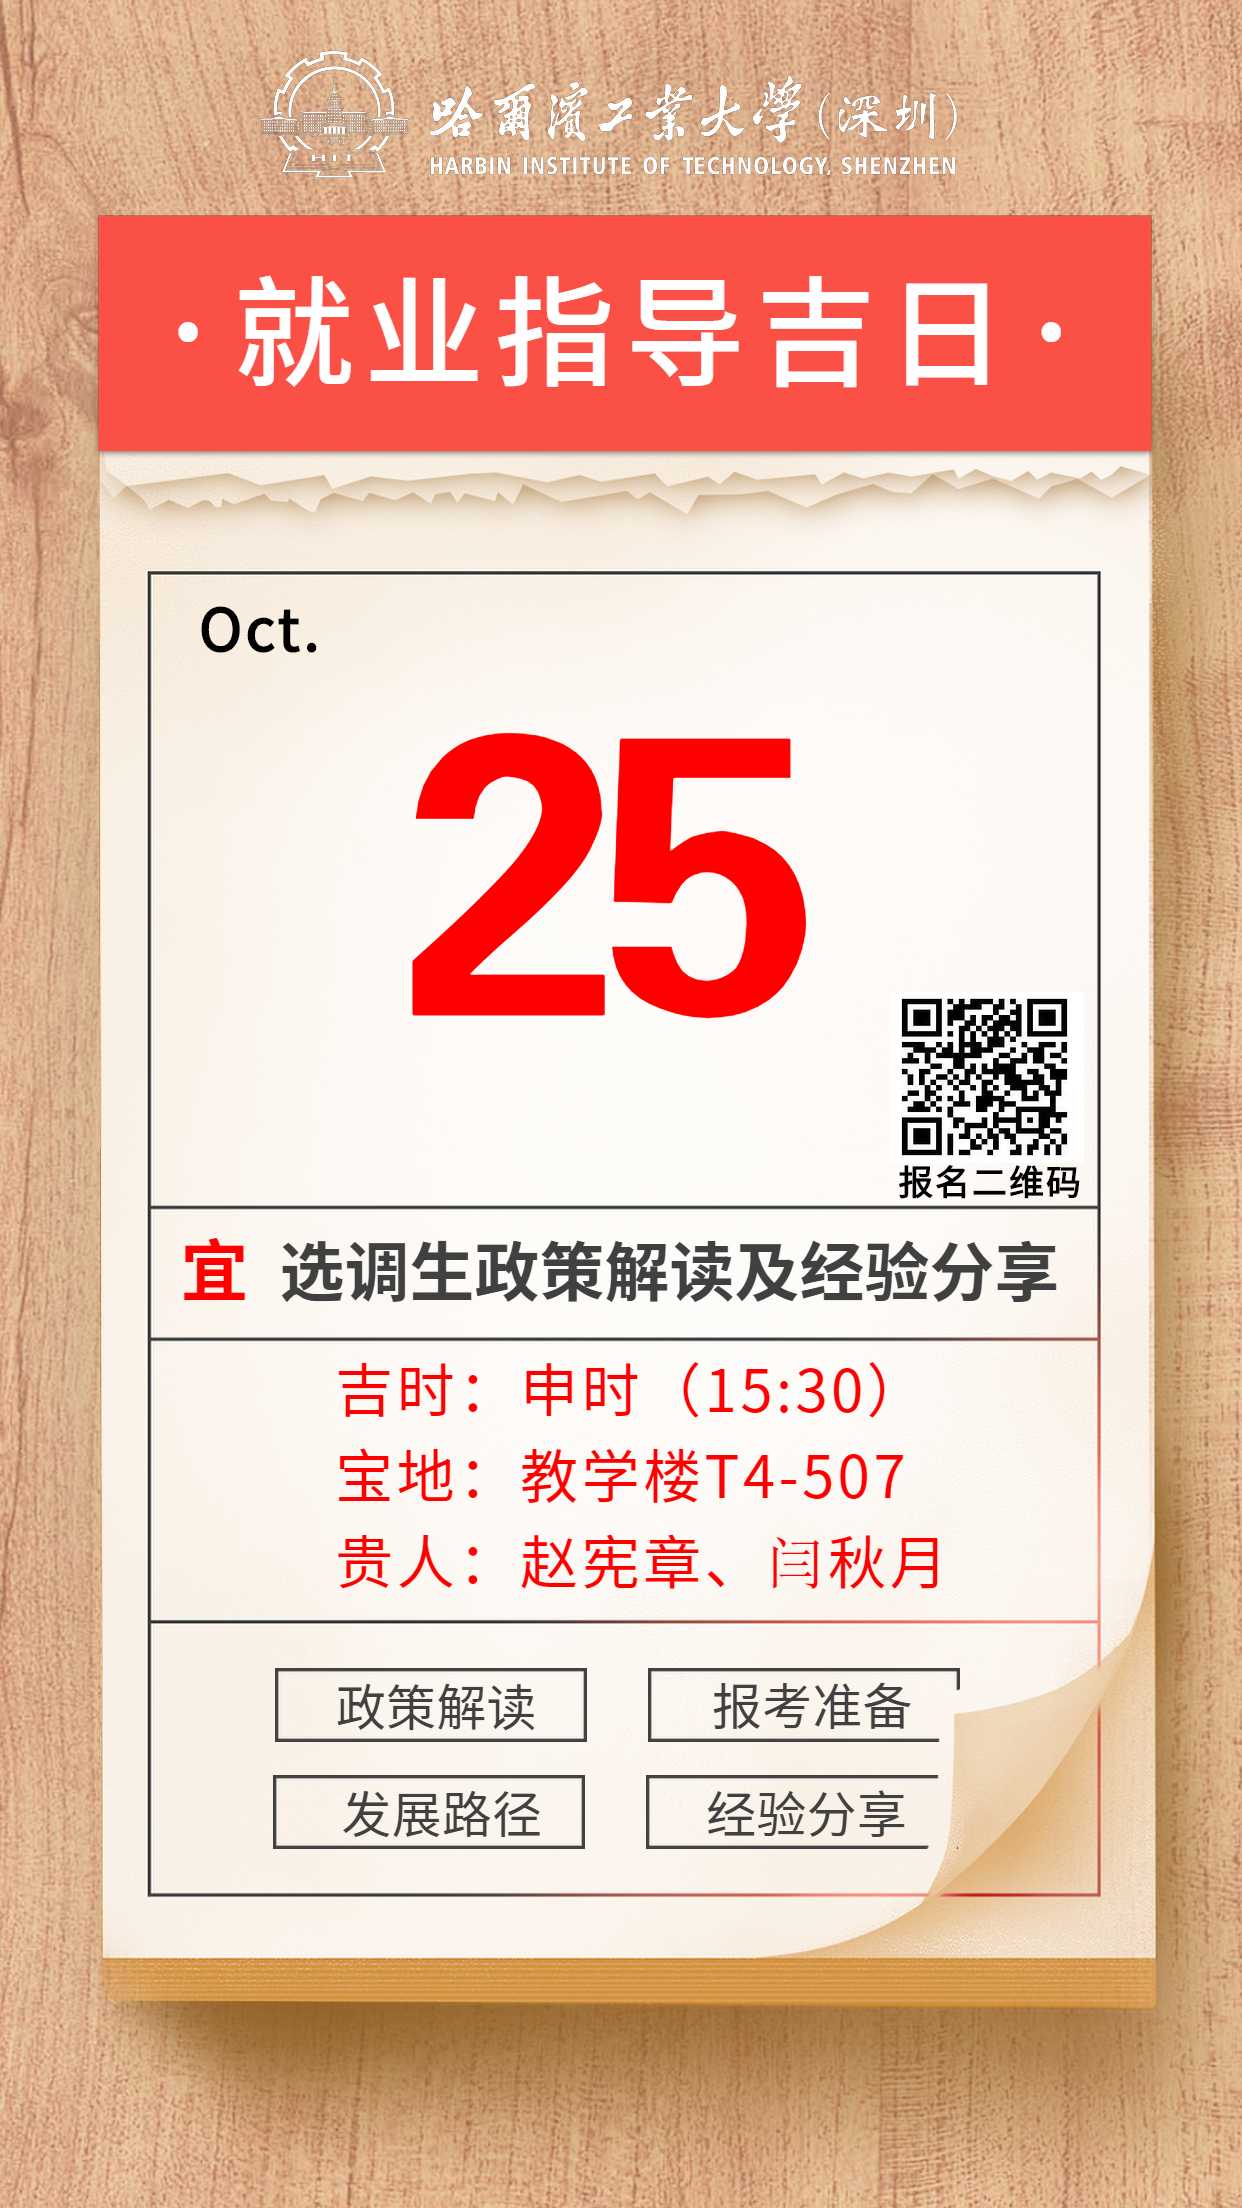 哈爾濱工業大學(深圳)
HARBIN INSTITUTE OF TECHNOLOGY, SHENZHEN
·就业指导吉日·
Oct.
25
报名二维码
宜 选调生政策解读及经验分享
吉时：申时（15:30）
宝地：教学楼T4-507
贵人：赵宪章、闫秋月
政策解读 报考准备
发展路径 经验分享